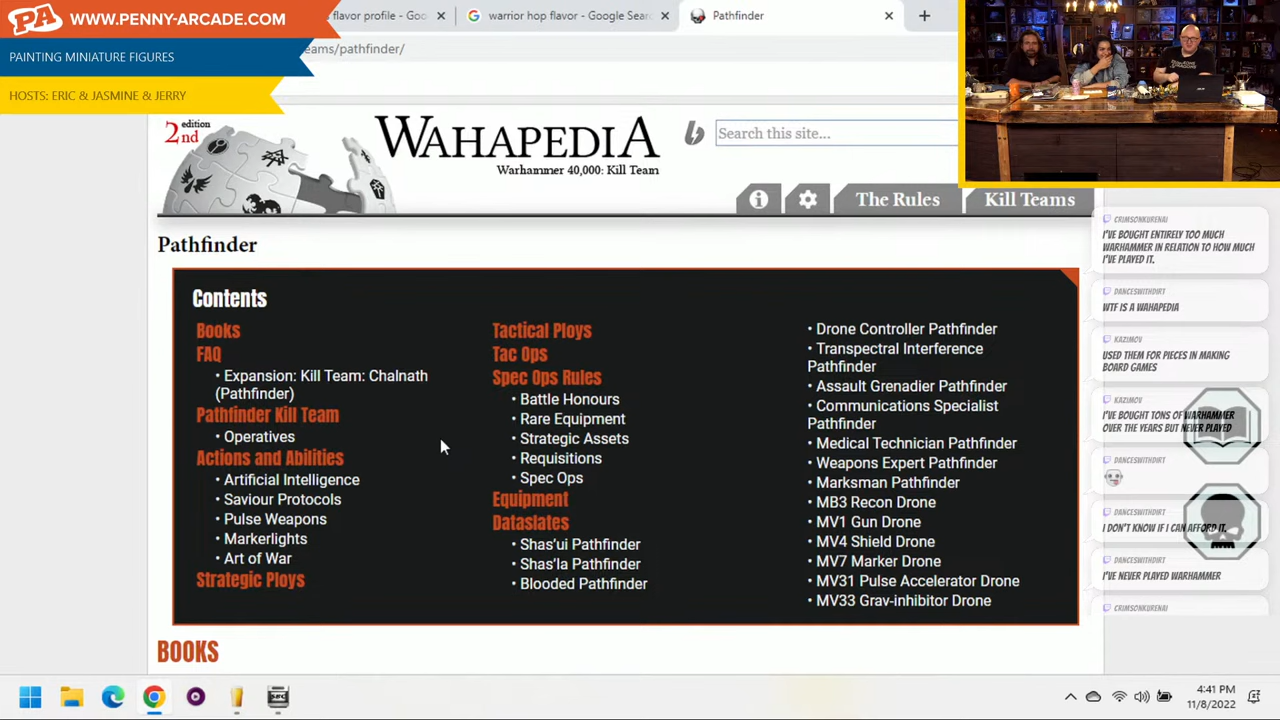 PA WWW.PENNY-ARCADE.COM
PAINTING MINIATURE FIGURES
HOSTS: ERIC & JASMINE & JERRY
flavor profile - Goo
warrior hop flavor - Google Sear
Pathfinder
eams/pathfinder/
2nd edition
WAHAPEDIA
Warhammer 40,000: Kill Team
Search this site...
The Rules
Kill Teams
Pathfinder
Contents
Books
FAQ
• Expansion: Kill Team: Chalnath
(Pathfinder)
Pathfinder Kill Team
• Operatives
Actions and Abilities
• Artificial Intelligence
• Saviour Protocols
• Pulse Weapons
• Markerlights
• Art of War
Strategic Ploys
Tactical Ploys
Tac Ops
Spec Ops Rules
• Battle Honours
• Rare Equipment
• Strategic Assets
• Requisitions
• Spec Ops
Equipment
Dataslates
• Shas'ui Pathfinder
• Shas'la Pathfinder
• Blooded Pathfinder
• Drone Controller Pathfinder
• Transpectral Interference
Pathfinder
• Assault Grenadier Pathfinder
• Communications Specialist
Pathfinder
• Medical Technician Pathfinder
• Weapons Expert Pathfinder
• Marksman Pathfinder
• MB3 Recon Drone
• MV1 Gun Drone
• MV4 Shield Drone
• MV7 Marker Drone
• MV31 Pulse Accelerator Drone
• MV33 Grav-inhibitor Drone
BOOKS
CRIMSONKURENAI
I'VE BOUGHT ENTIRELY TOO MUCH
WARHAMMER IN RELATION TO HOW MUCH
I'VE PLAYED IT.
DANCESWITHDIRT
WTF IS A WAHAPEDIA
KAZIMOV
USED THEM FOR PIECES IN MAKING
BOARD GAMES
KAZIMOV
I'VE BOUGHT TONS OF WARHAMMER
OVER THE YEARS BUT NEVER PLAYED
DANCESWITHDIRT
DANCESWITHDIRT
I DON'T KNOW IF I CAN AFFORD IT.
DANCESWITHDIRT
I'VE NEVER PLAYED WARHAMMER
CRIMSONKURENAI
4:41 PM
11/8/2022